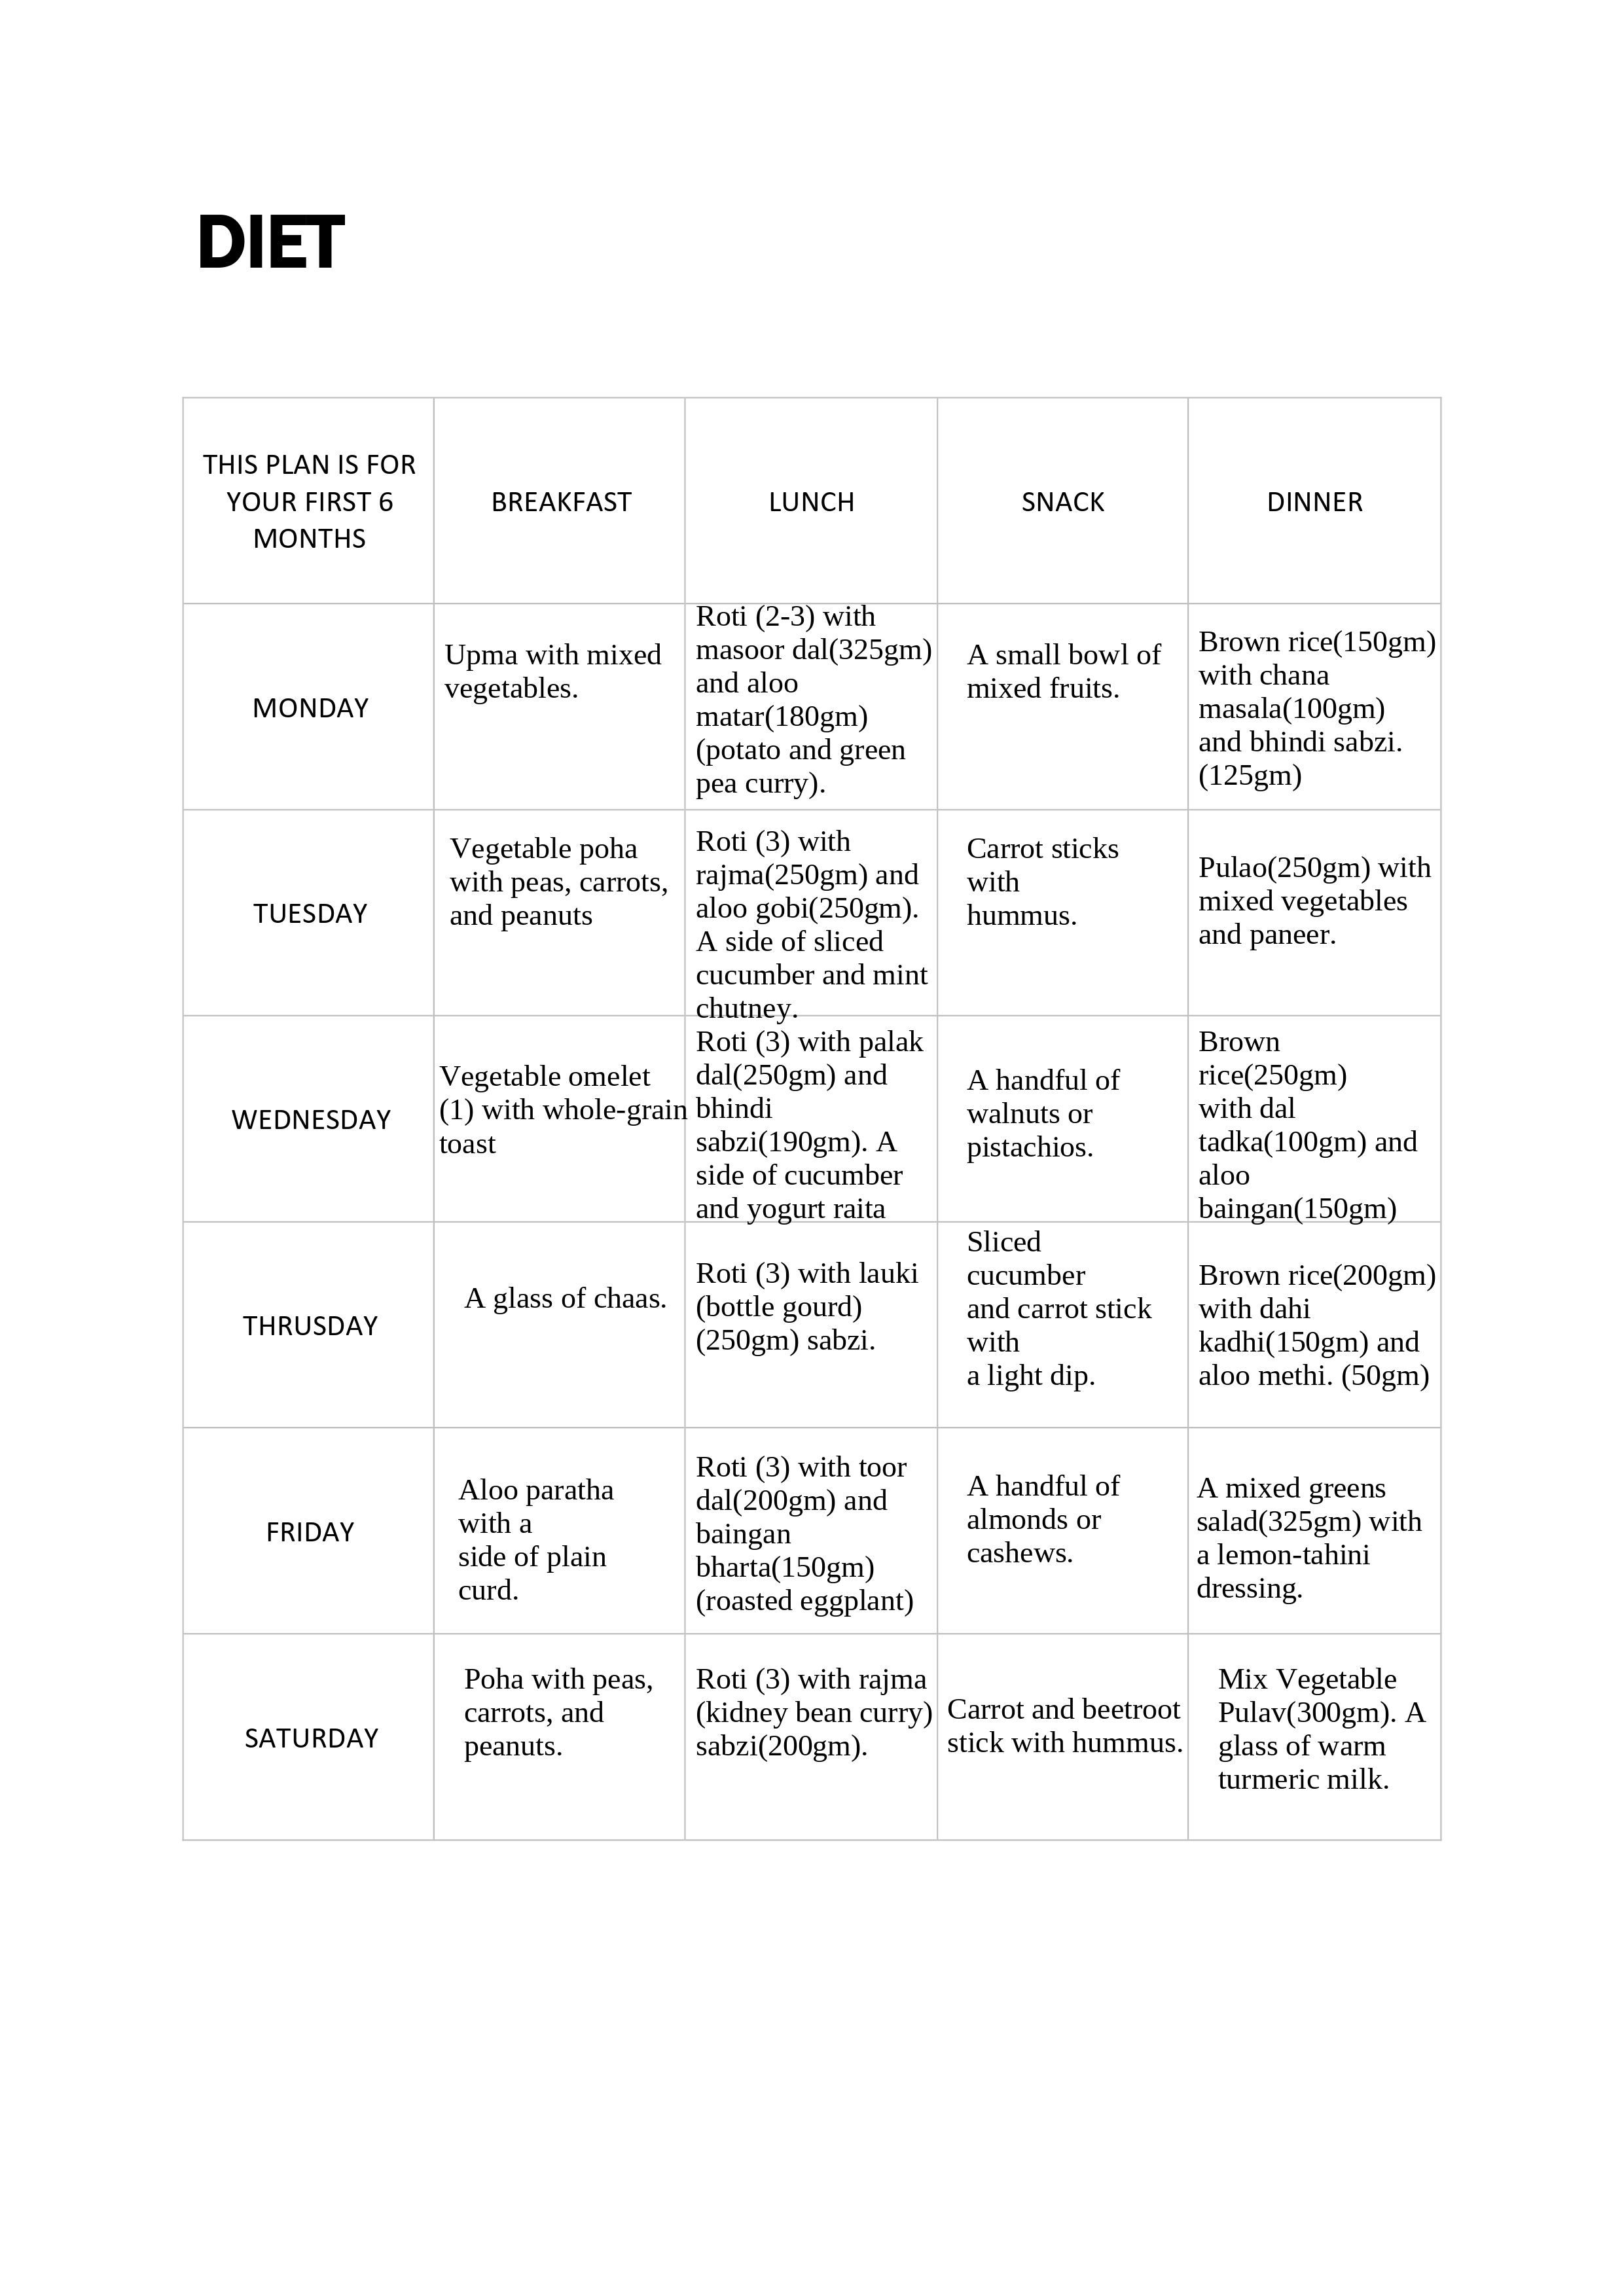 DIET
THIS PLAN IS FOR
YOUR FIRST 6
MONTHS
BREAKFAST
LUNCH
SNACK
DINNER
MONDAY
Upma with mixed
vegetables.
Roti (2-3) with
masoor dal(325gm)
and aloo
matar(180gm)
(potato and green
pea curry).
A small bowl of
mixed fruits.
Brown rice(150gm)
with chana
masala(100gm)
and bhindi sabzi.
(125gm)
TUESDAY
Vegetable poha
with peas, carrots,
and peanuts
Roti (3) with
rajma(250gm) and
aloo gobi(250gm).
A side of sliced
cucumber and mint
chutney.
Carrot sticks
with
hummus.
Pulao(250gm) with
mixed vegetables
and paneer.
WEDNESDAY
Vegetable omelet
(1) with whole-grain
toast
Roti (3) with palak
dal(250gm) and
bhindi
sabzi(190gm). A
side of cucumber
and yogurt raita
A handful of
walnuts or
pistachios.
Brown
rice(250gm)
with dal
tadka(100gm) and
aloo
baingan(150gm)
THRUSDAY
A glass of chaas.
Roti (3) with lauki
(bottle gourd)
(250gm) sabzi.
Sliced
cucumber
and carrot stick
with
a light dip.
Brown rice(200gm)
with dahi
kadhi(150gm) and
aloo methi. (50gm)
FRIDAY
Aloo paratha
with a
side of plain
curd.
Roti (3) with toor
dal(200gm) and
baingan
bharta(150gm)
(roasted eggplant)
A handful of
almonds or
cashews.
A mixed greens
salad(325gm) with
a lemon-tahini
dressing.
SATURDAY
Poha with peas,
carrots, and
peanuts.
Roti (3) with rajma
(kidney bean curry)
sabzi(200gm).
Carrot and beetroot
stick with hummus.
Mix Vegetable
Pulav(300gm). A
glass of warm
turmeric milk.